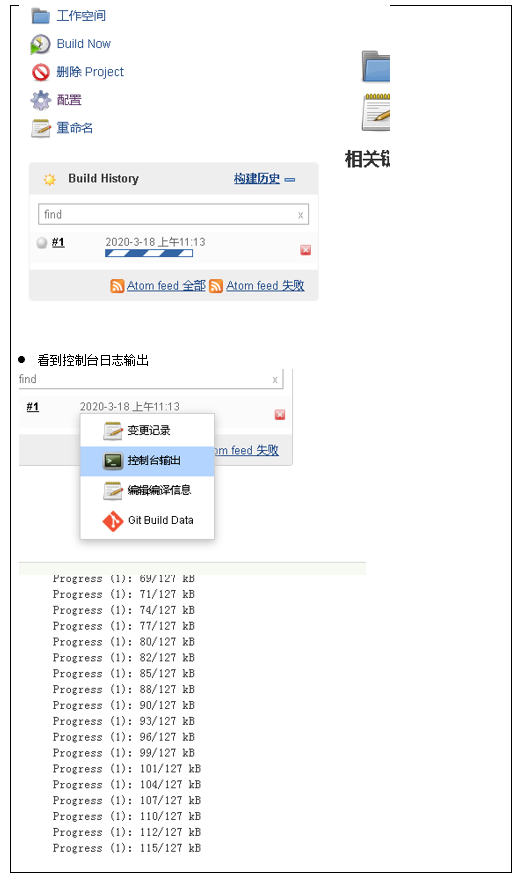 工作空间
Build Now
删除 Project
配置
重命名
相关链
Build History
构建历史
find
x
#1
2020-3-18 上午11:13
Atom feed 全部
Atom feed 失败
看到控制台日志输出
find
x
#1
2020-3-18 上午11:13
变更记录
控制台输出
om feed 失败
编辑编译信息
Git Build Data
Progress (1): 69/127 kB
Progress (1): 71/127 kB
Progress (1): 74/127 kB
Progress (1): 77/127 kB
Progress (1): 80/127 kB
Progress (1): 82/127 kB
Progress (1): 85/127 kB
Progress (1): 88/127 kB
Progress (1): 90/127 kB
Progress (1): 93/127 kB
Progress (1): 96/127 kB
Progress (1): 99/127 kB
Progress (1): 101/127 kB
Progress (1): 104/127 kB
Progress (1): 107/127 kB
Progress (1): 110/127 kB
Progress (1): 112/127 kB
Progress (1): 115/127 kB